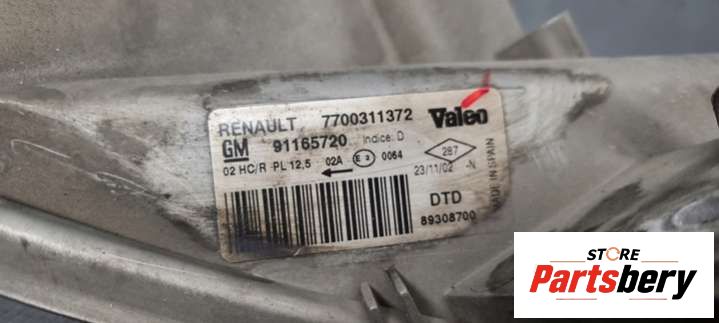 RENAULT 7700311372 Valeo
GM 91165720 Indice: D
02 HC/R PL 12,5 02A E 0064 287
23/11/02 -N
DTD
89308700
MADE IN SPAIN
STORE
Partsbery